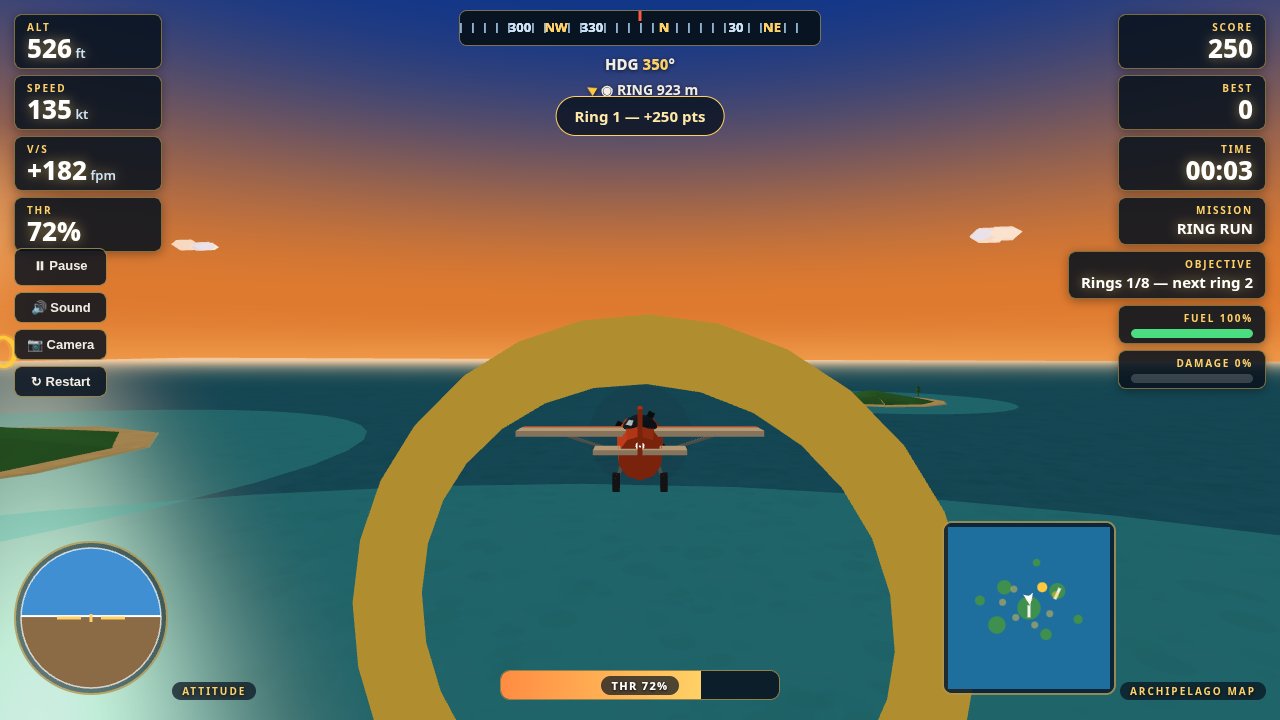 ALT
526 ft
SPEED
135 kt
V/S
+182 fpm
THR
72%
⏸ Pause
🔊 Sound
📷 Camera
↻ Restart
300 NW 330 N 30 NE
HDG 350°
▼ ◉ RING 923 m
Ring 1 — +250 pts
SCORE
250
BEST
0
TIME
00:03
MISSION
RING RUN
OBJECTIVE
Rings 1/8 — next ring 2
FUEL 100%
DAMAGE 0%
ATTITUDE
THR 72%
ARCHIPELAGO MAP